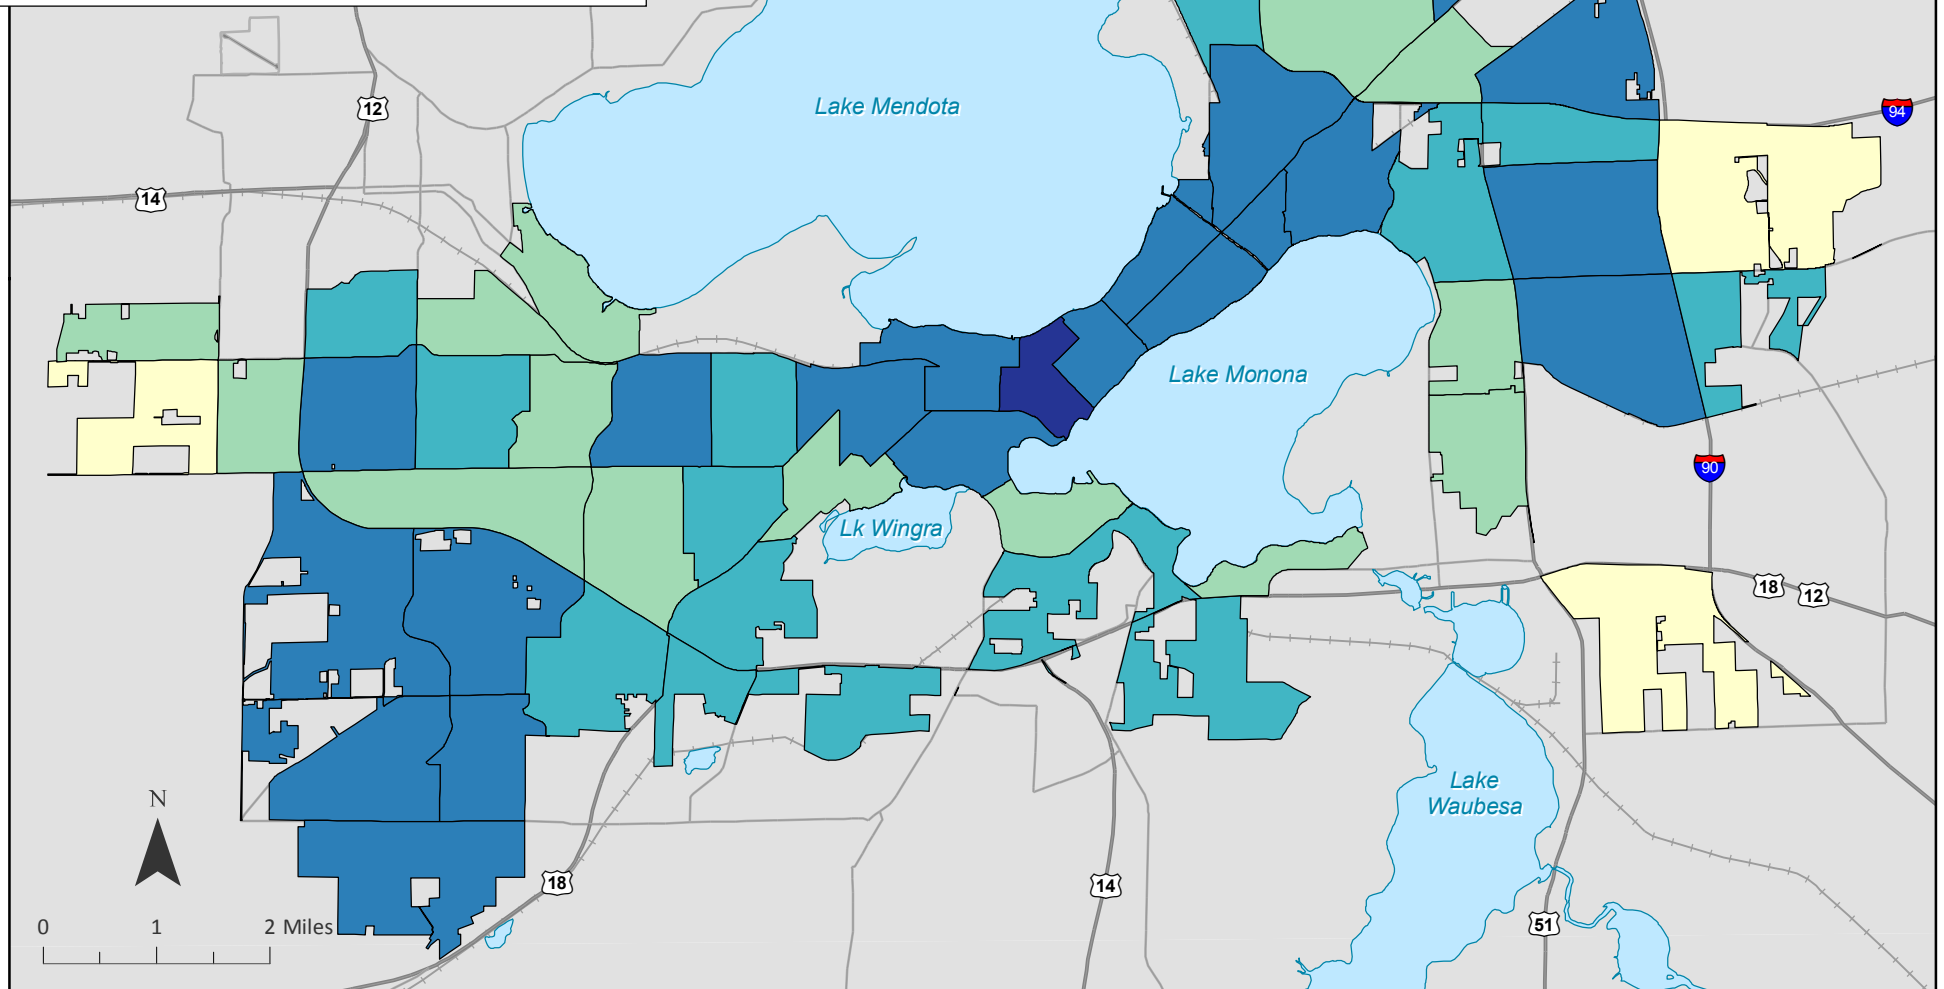 94
Lake Mendota
12
14
Lake Monona
90
Lk Wingra
18
12
Lake
Waubesa
N
18
14
51
0 1 2 Miles